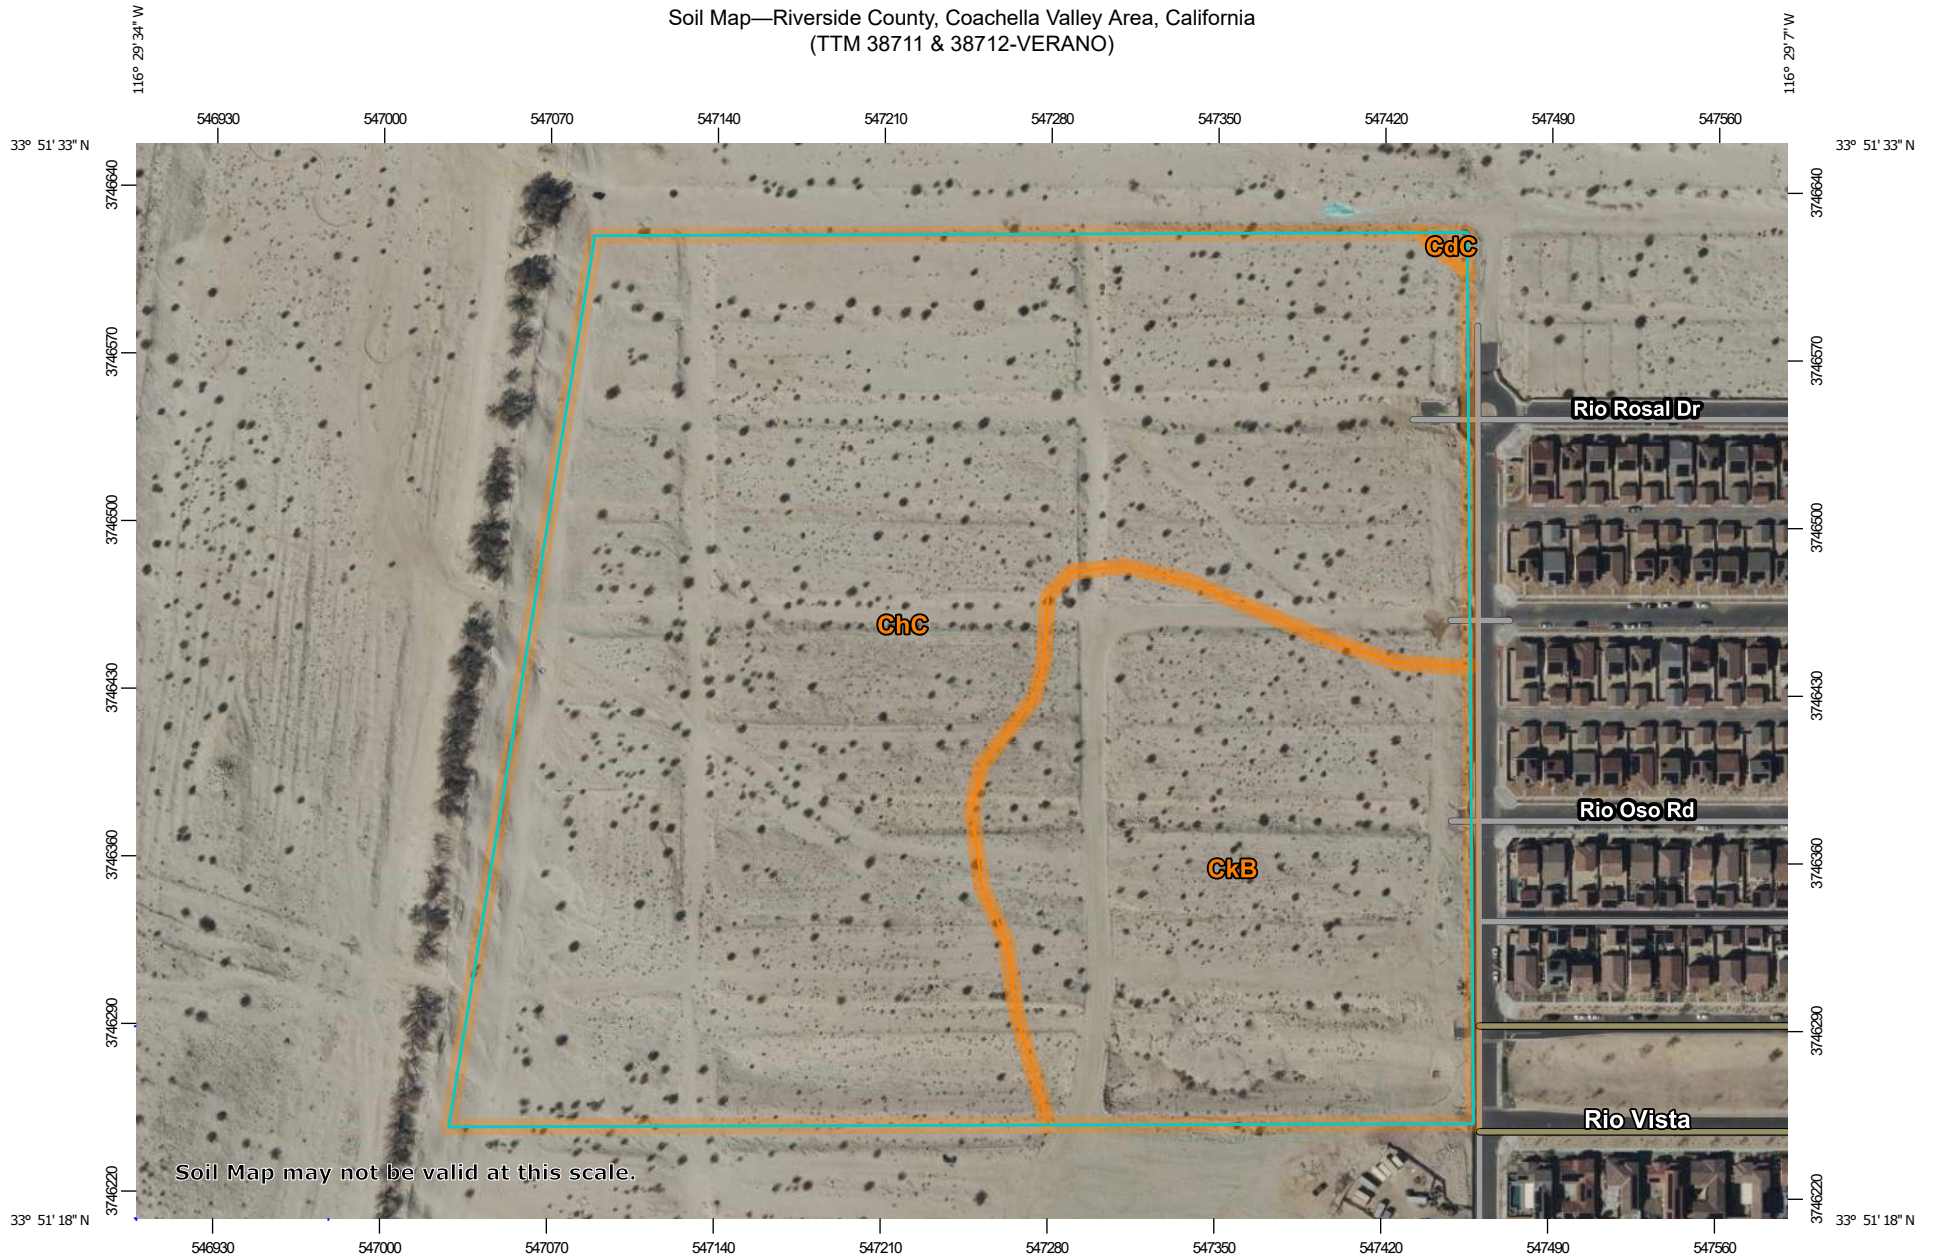 Soil Map—Riverside County, Coachella Valley Area, California
(TTM 38711 & 38712-VERANO)
116° 29' 34" W
116° 29' 7" W
546930 547000 547070 547140 547210 547280 547350 547420 547490 547560
33° 51' 33" N
33° 51' 33" N
3746640
3746640
CdC
3746570
3746570
Rio Rosal Dr
3746500
3746500
ChC
3746430
3746430
Rio Oso Rd
3746360
3746360
CkB
3746290
3746290
Rio Vista
Soil Map may not be valid at this scale.
3746220
3746220
33° 51' 18" N
33° 51' 18" N
546930 547000 547070 547140 547210 547280 547350 547420 547490 547560